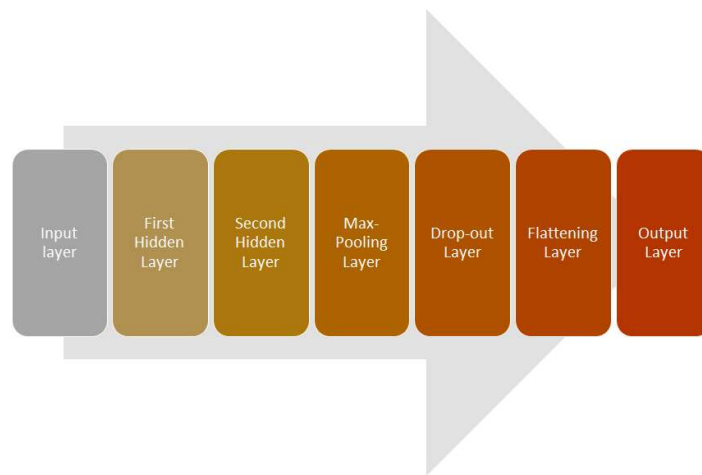 Input
layer
First
Hidden
Layer
Second
Hidden
Layer
Max-
Pooling
Layer
Drop-out
Layer
Flattening
Layer
Output
Layer